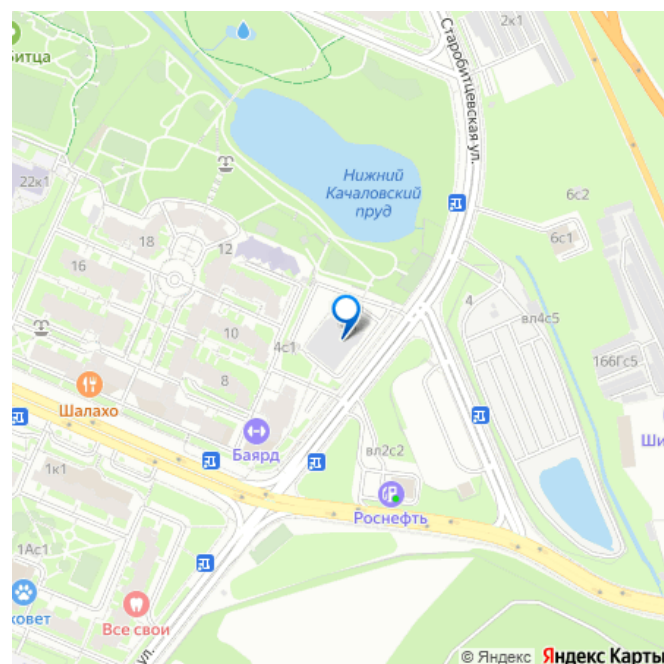 2к1
битца
Старобитцевская ул.
Нижний
Качаловский
пруд
22к1
6с2
18
12
6с1
16
4
вл4с5
10
4с1
166Гс5
8
Шалахо
Баярд
Ши
вл2с2
1к1
Роснефть
1Ас1
ковет
Все свои
ул.
© Яндекс Яндекс Карты